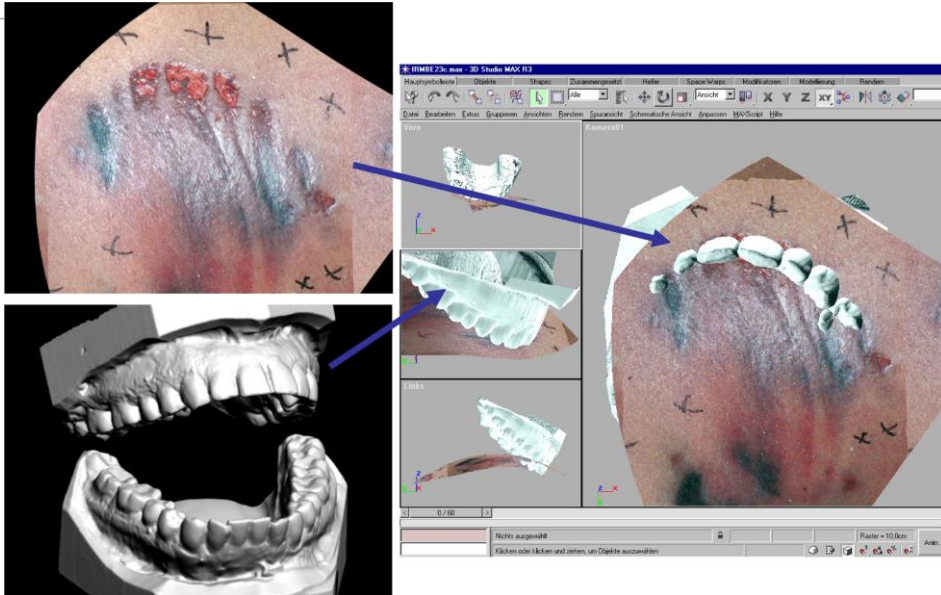 IRMBE23c.max - 3D Studio MAX R3
Hauptsymbolleiste Objekte Shapes Zusammengesetzt Helfer Space Warps Modifikatoren Modellierung Rendern
Alle Ansicht X Y Z XY
Datei Bearbeiten Extras Gruppieren Ansichten Rendern Spuransicht Schematische Ansicht Anpassen MAXScript Hilfe
Vorn Kamera01
z
x
Benutzer
Links
z
x
z
x
0 / 60
Nichts ausgewählt Raster = 10,0cm
Klicken oder klicken und ziehen, um Objekte auszuwählen Anim.